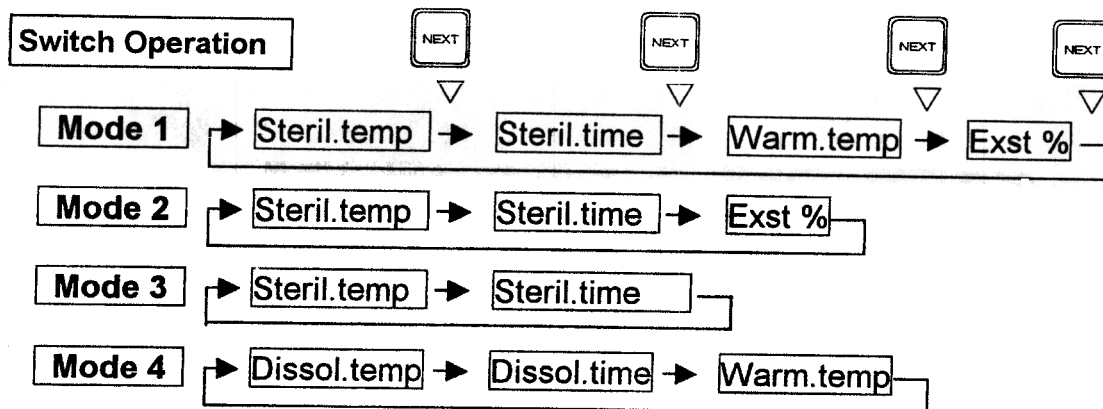 Switch Operation
NEXT NEXT NEXT NEXT
Mode 1 Steril.temp Steril.time Warm.temp Exst %
Mode 2 Steril.temp Steril.time Exst %
Mode 3 Steril.temp Steril.time
Mode 4 Dissol.temp Dissol.time Warm.temp